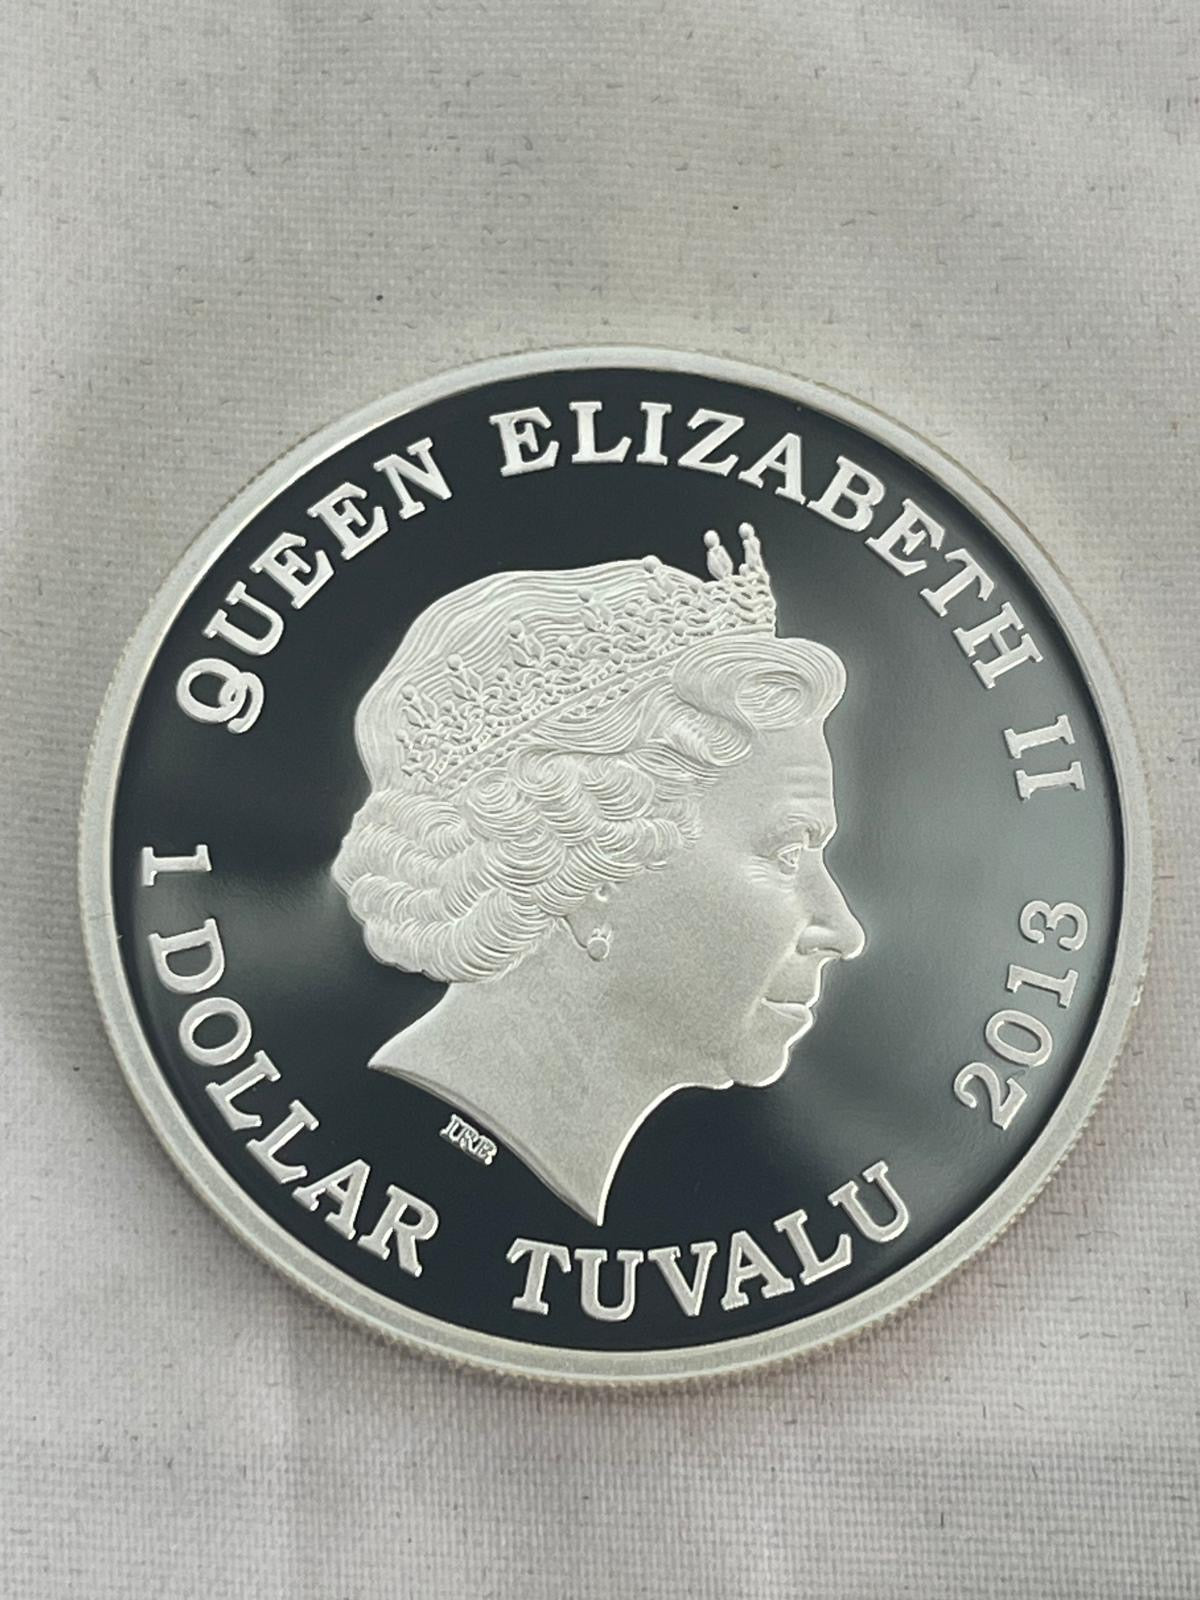 QUEEN ELIZABETH II
2013
1 DOLLAR TUVALU
IRB